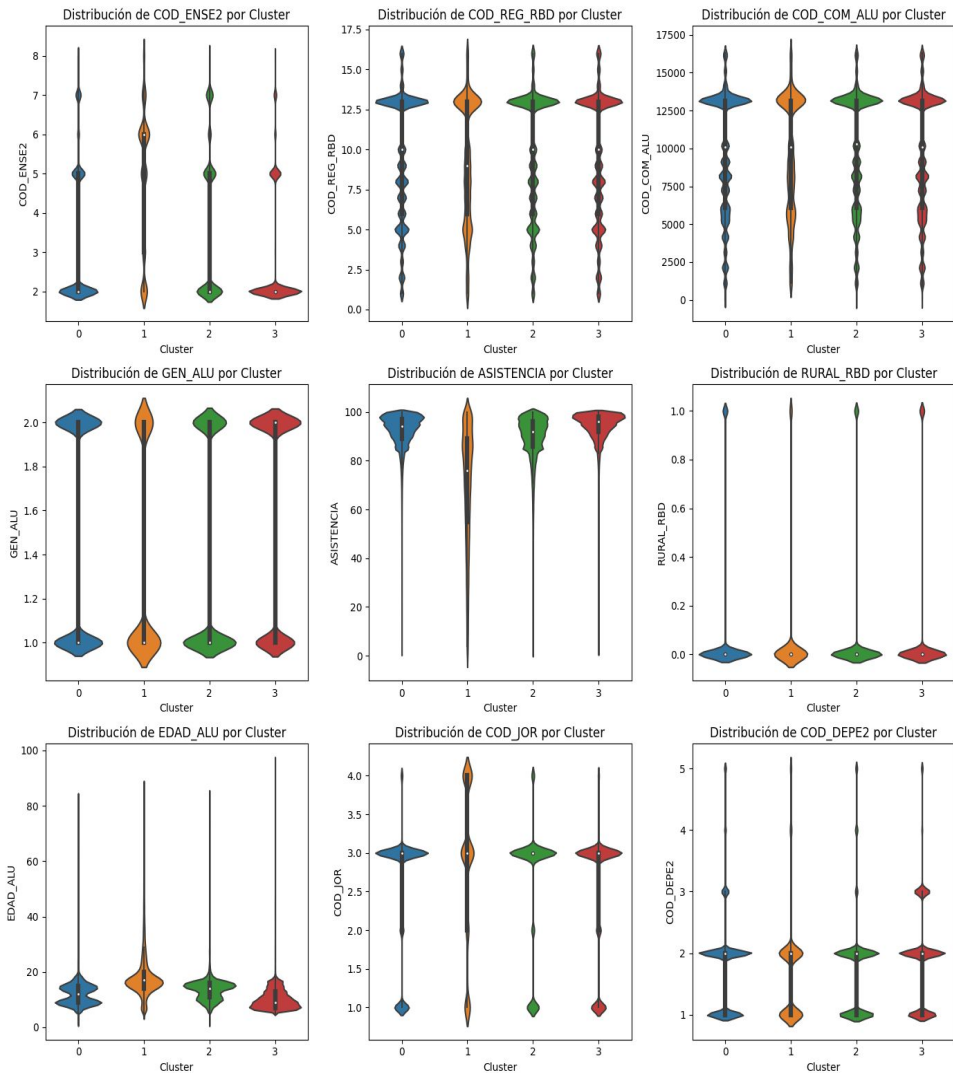 Distribución de COD_ENSE2 por Cluster
Distribución de COD_REG_RBD por Cluster
Distribución de COD_COM_ALU por Cluster
COD_ENSE2
8
7
6
5
4
3
2
0 1 2 3
Cluster
COD_REG_RBD
17.5
15.0
12.5
10.0
7.5
5.0
2.5
0.0
0 1 2 3
Cluster
COD_COM_ALU
17500
15000
12500
10000
7500
5000
2500
0
0 1 2 3
Cluster
Distribución de GEN_ALU por Cluster
Distribución de ASISTENCIA por Cluster
Distribución de RURAL_RBD por Cluster
GEN_ALU
2.0
1.8
1.6
1.4
1.2
1.0
0 1 2 3
Cluster
ASISTENCIA
100
80
60
40
20
0
0 1 2 3
Cluster
RURAL_RBD
1.0
0.8
0.6
0.4
0.2
0.0
0 1 2 3
Cluster
Distribución de EDAD_ALU por Cluster
Distribución de COD_JOR por Cluster
Distribución de COD_DEPE2 por Cluster
EDAD_ALU
100
80
60
40
20
0
0 1 2 3
Cluster
COD_JOR
4.0
3.5
3.0
2.5
2.0
1.5
1.0
0 1 2 3
Cluster
COD_DEPE2
5
4
3
2
1
0 1 2 3
Cluster